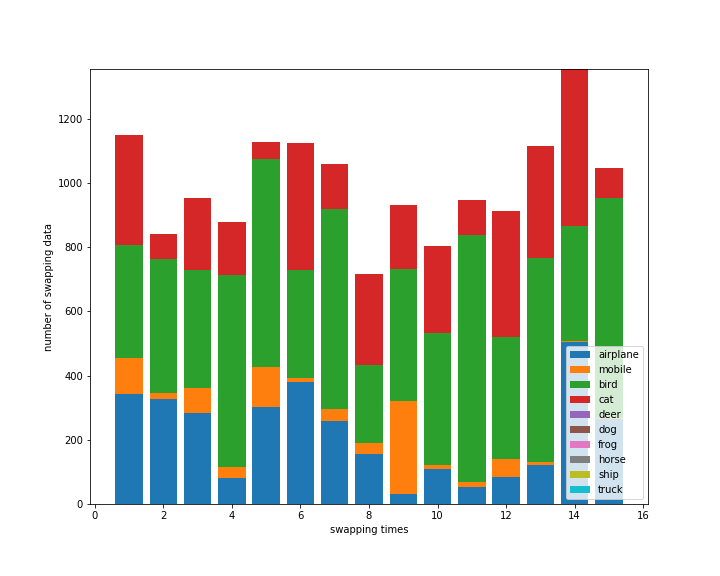 1200
1000
800
600
400
200
0
number of swapping data
airplane
mobile
bird
cat
deer
dog
frog
horse
ship
truck
0 2 4 6 8 10 12 14 16
swapping times